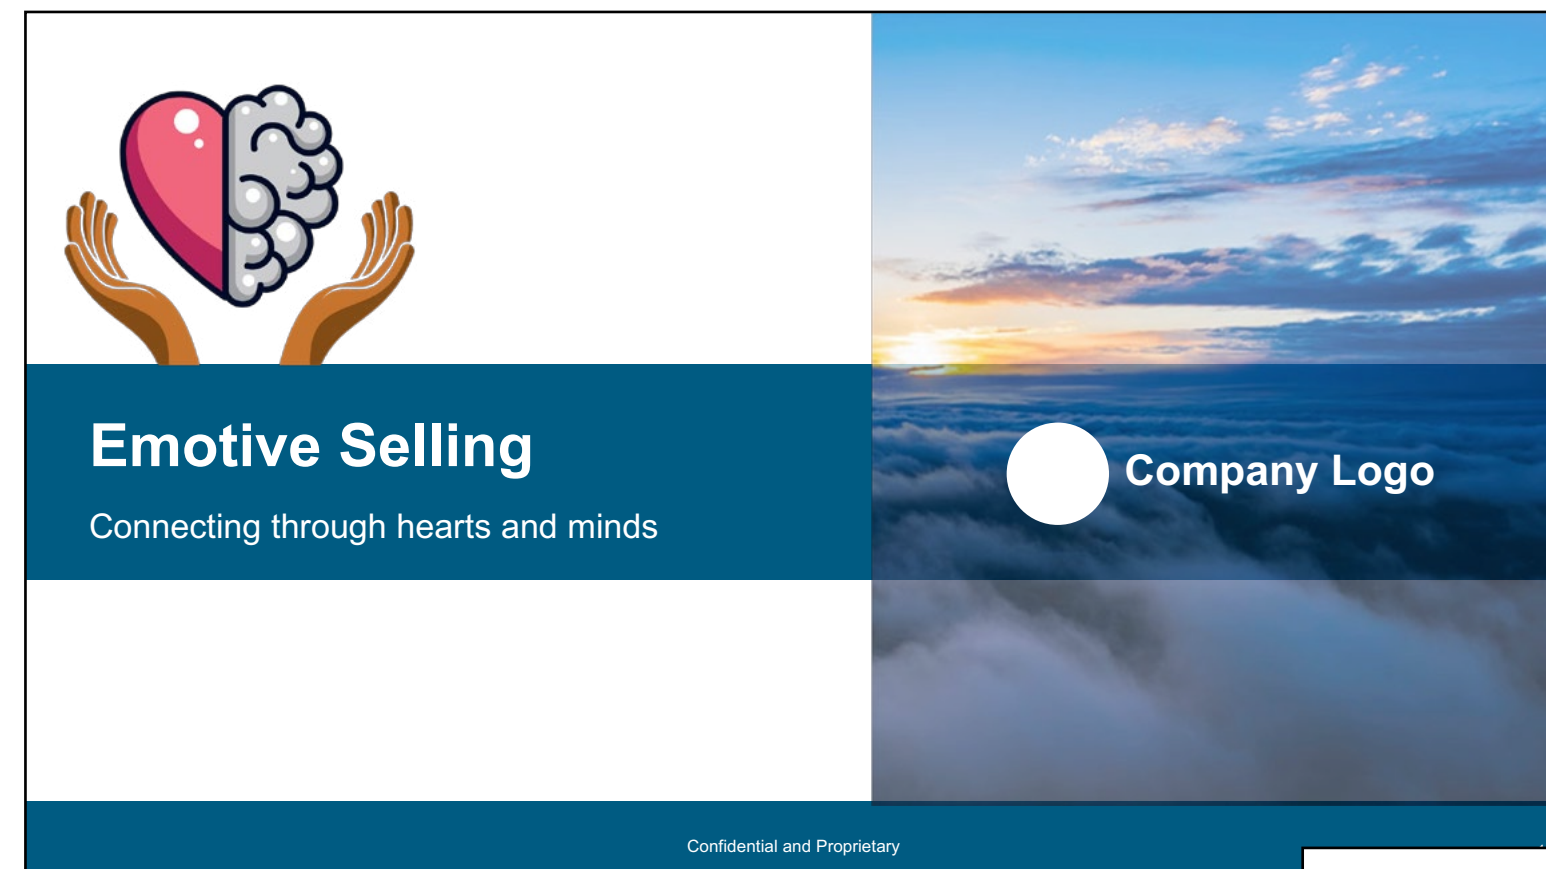 Emotive Selling
Connecting through hearts and minds
Company Logo
Confidential and Proprietary